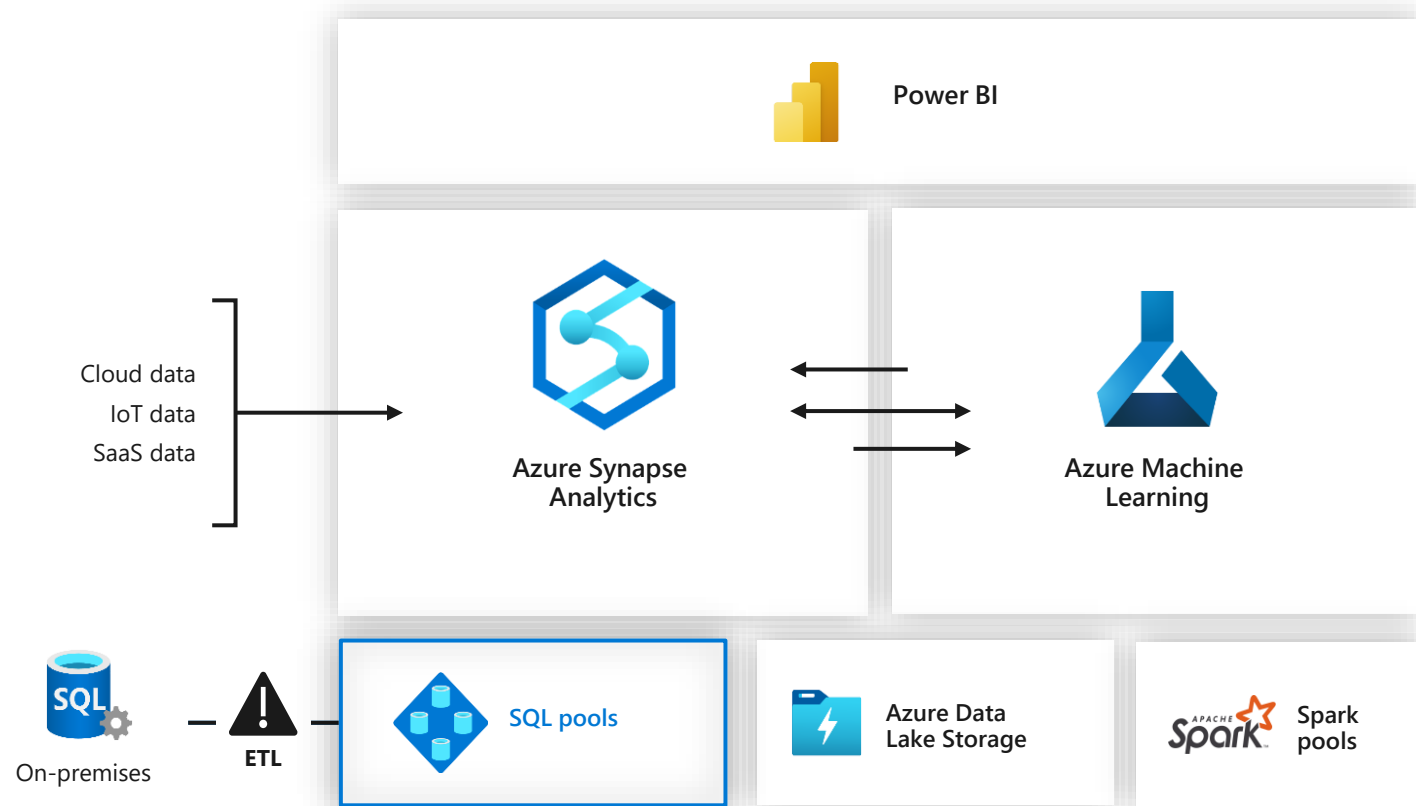 Power BI
Cloud data
IoT data
SaaS data
Azure Synapse
Analytics
Azure Machine
Learning
SQL
On-premises
ETL
SQL pools
Azure Data
Lake Storage
APACHE
Spark
Spark
pools